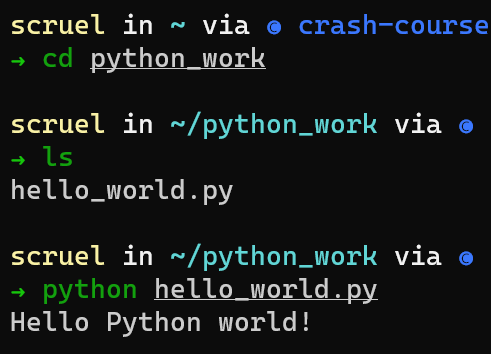 scruel in ~ via ◐ crash-course
→ cd python_work
scruel in ~/python_work via ◐
→ ls
hello_world.py
scruel in ~/python_work via ◐
→ python hello_world.py
Hello Python world!